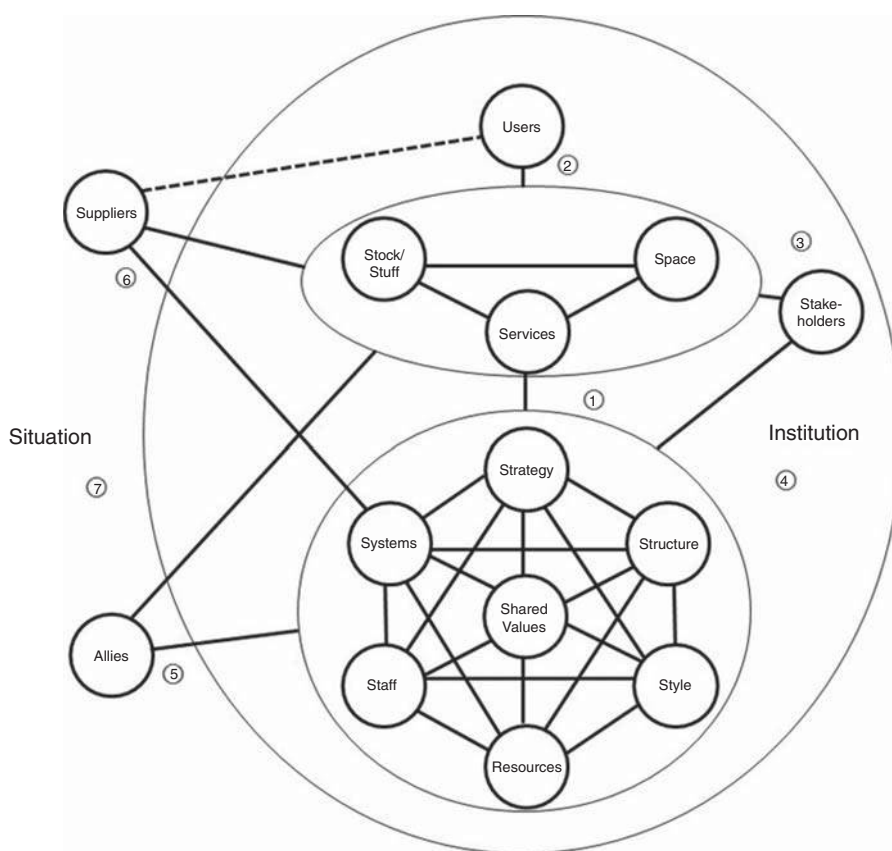 Users
②
Suppliers
Stock/
Stuff
Space
③
⑥
Stake-
holders
Services
①
Situation
Institution
Strategy
④
⑦
Systems
Structure
Shared
Values
Allies
⑤
Staff
Style
Resources